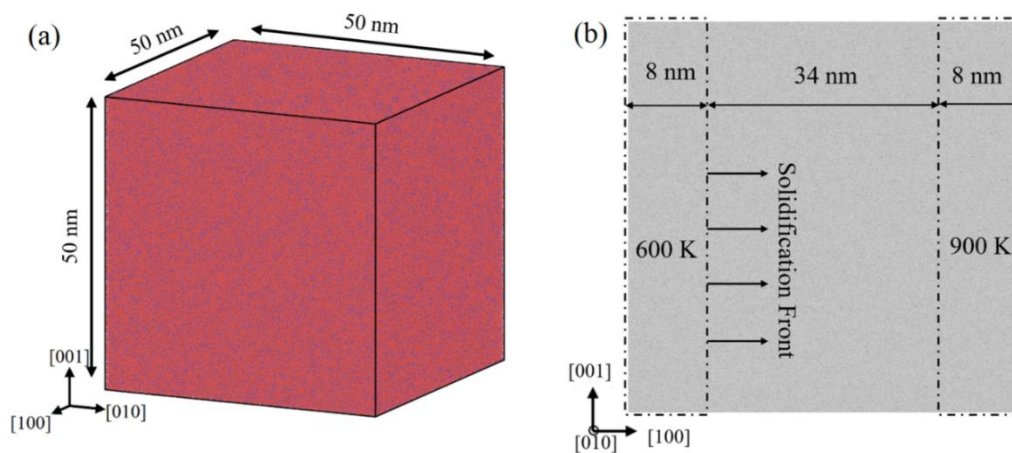 (a)
50 nm
50 nm
50 nm
[001]
[100]
[010]
(b)
8 nm
34 nm
8 nm
600 K
Solidification Front
900 K
[001]
[010]
[100]